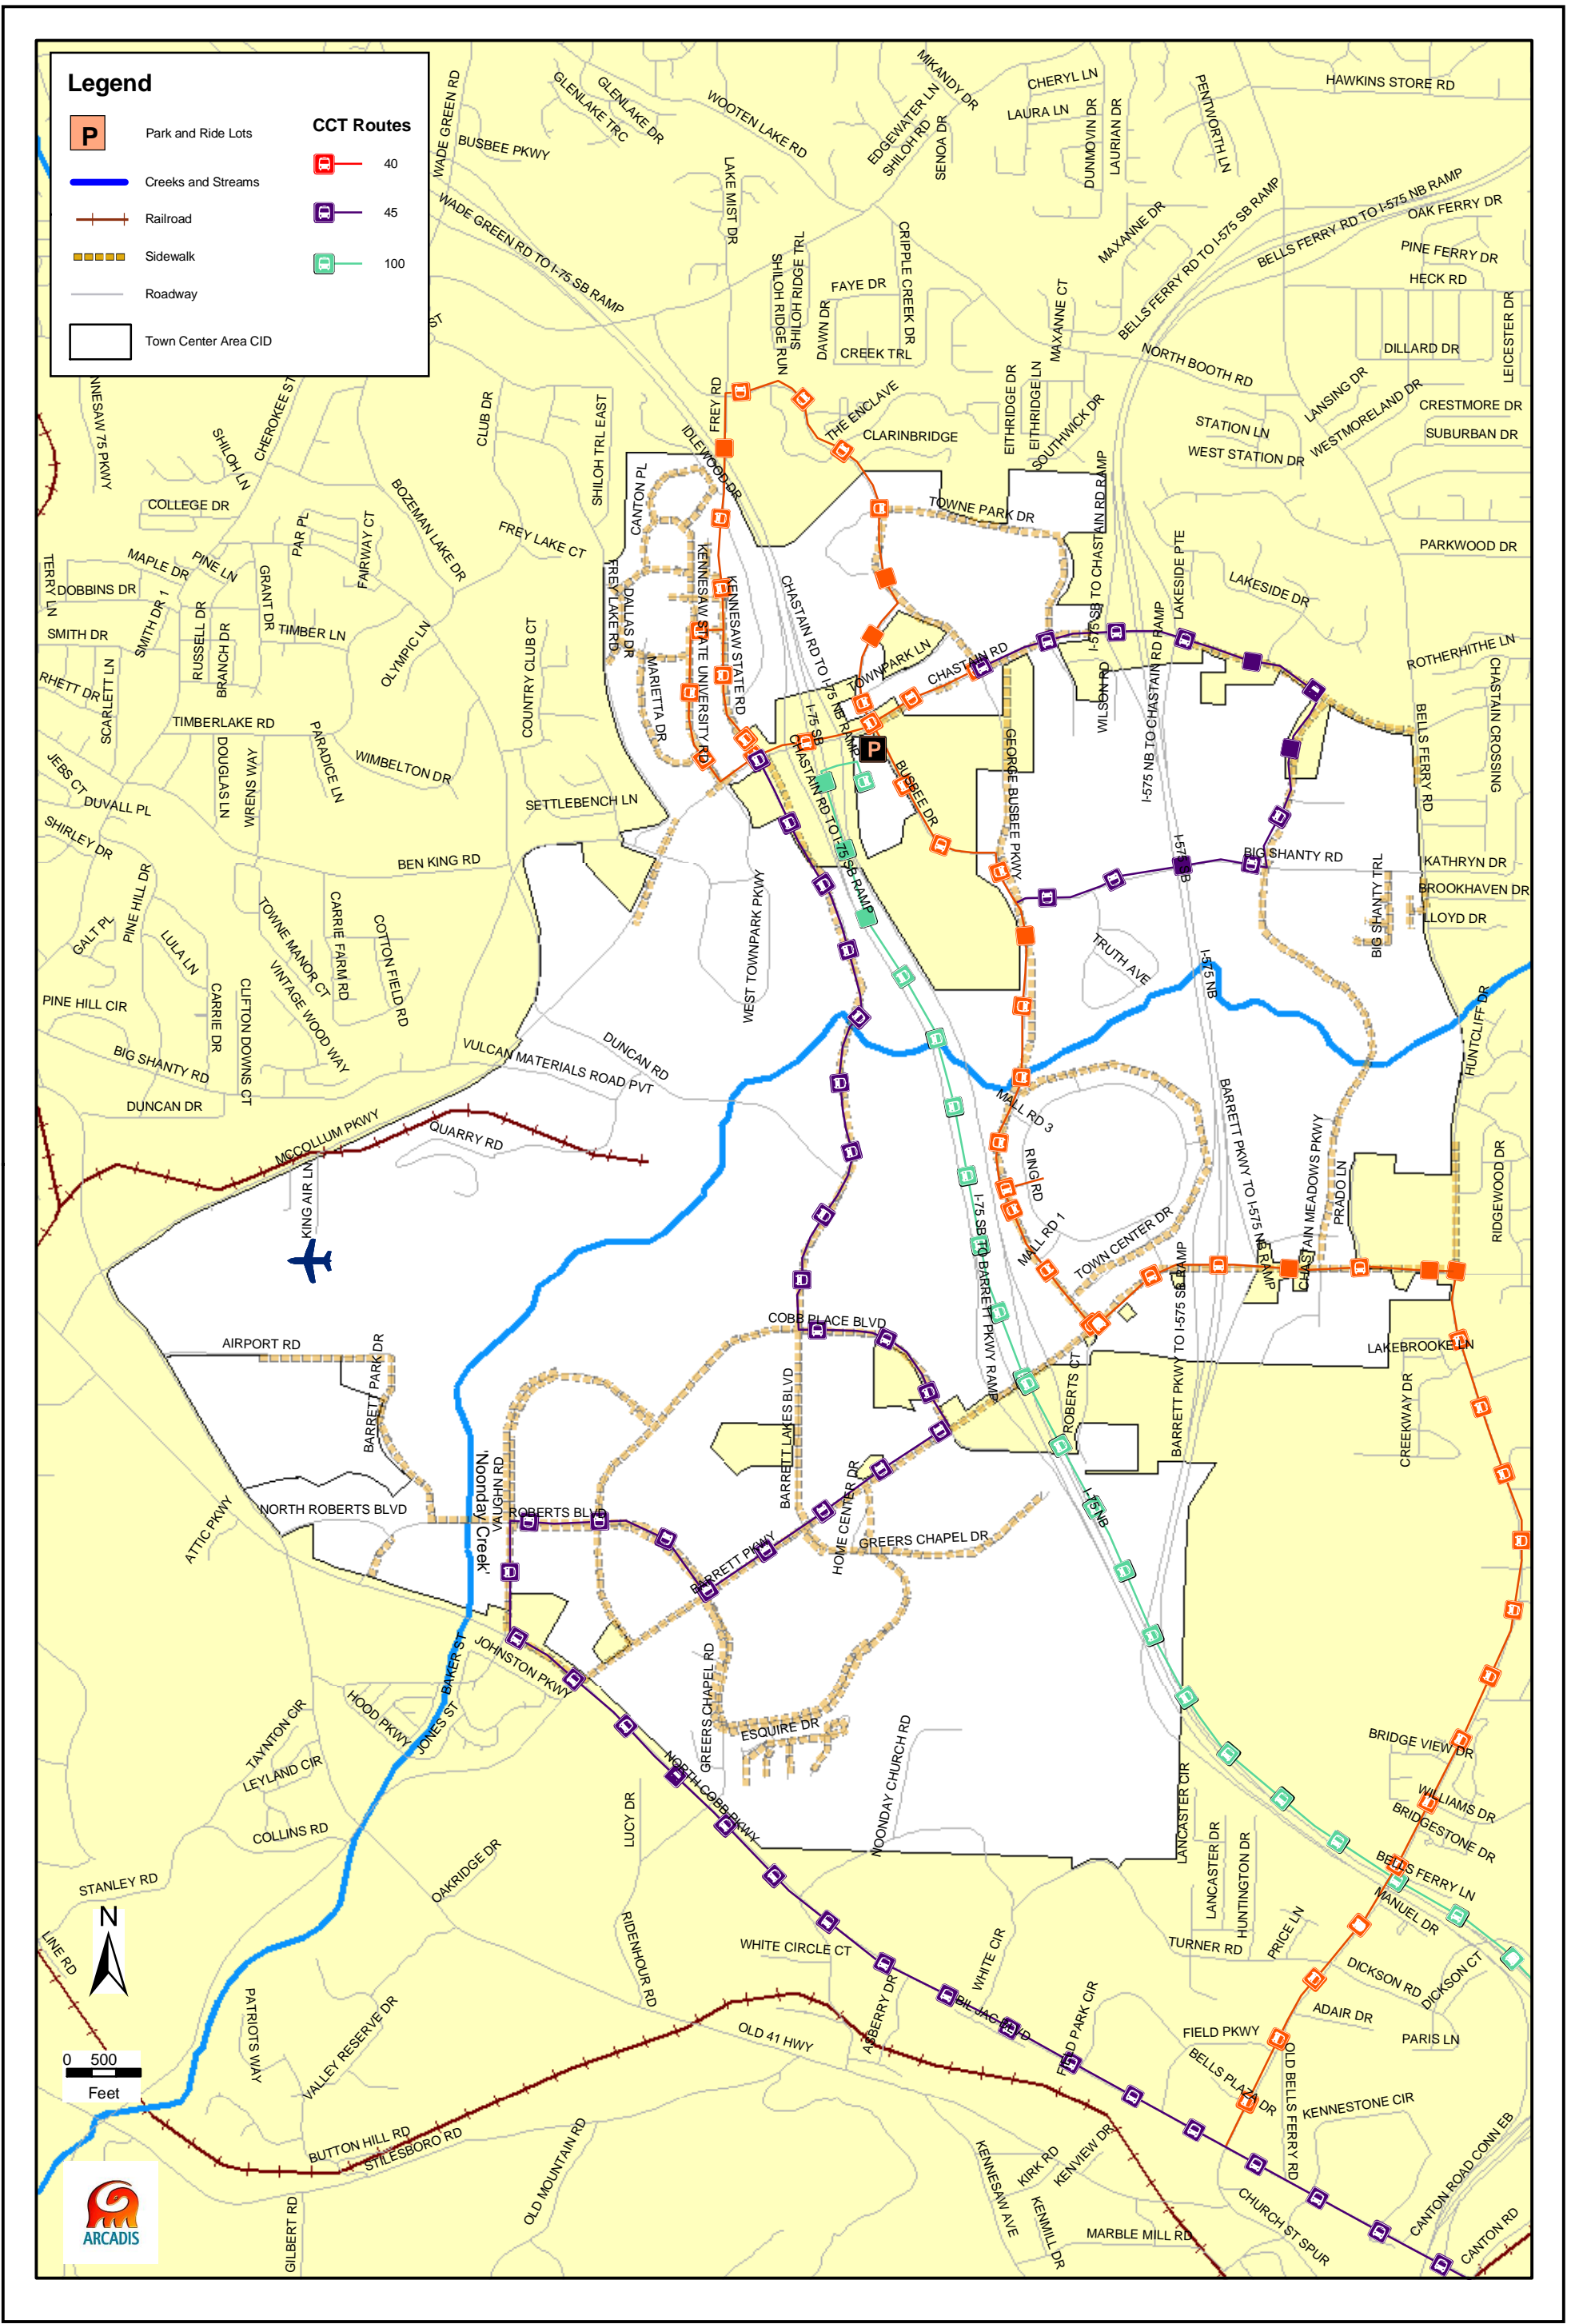 Legend
P
Park and Ride Lots
Creeks and Streams
Railroad
Sidewalk
Roadway
Town Center Area CID
CCT Routes
40
45
100
WADE GREEN RD
BUSBEE PKWY
GLENLAKE TRC
GLENLAKE DR
WOOTEN LAKE RD
MIKANDY DR
EDGEWATER LN
SHILOH RD
SENOA DR
CHERYL LN
LAURA LN
DUNMOVIN DR
LAURIAN DR
PENTWORTH LN
HAWKINS STORE RD
WADE GREEN RD TO I-75 SB RAMP
LAKE MIST DR
SHILOH RIDGE RUN
SHILOH RIDGE TRL
FAYE DR
DAWN DR
CREEK TRL
CRIPPLE CREEK DR
MAXANNE DR
MAXANNE CT
BELLS FERRY RD TO I-575 SB RAMP
BELLS FERRY RD TO I-575 NB RAMP
OAK FERRY DR
PINE FERRY DR
HECK RD
LEICESTER DR
DILLARD DR
NORTH BOOTH RD
LANSING DR
WESTMORELAND DR
CRESTMORE DR
SUBURBAN DR
STATION LN
WEST STATION DR
NNESAW 75 PKWY
CHEROKEE ST
SHILOH LN
CLUB DR
SHILOH TRL EAST
FREY RD
IDLEWOOD DR
THE ENCLAVE
CLARINBRIDGE
EITHRIDGE DR
EITHRIDGE LN
SOUTHWICK DR
COLLEGE DR
BOZEMAN LAKE DR
PAR PL
FAIRWAY CT
FREY LAKE CT
CANTON PL
TOWNE PARK DR
I-575 SB TO CHASTAIN RD RAMP
LAKESIDE PTE
LAKESIDE DR
PARKWOOD DR
TERRY LN
DOBBINS DR
MAPLE DR
PINE LN
SMITH DR 1
GRANT DR
TIMBER LN
SMITH DR
RUSSELL DR
BRANCH DR
OLYMPIC LN
FREY LAKE RD
DALLAS DR
KENNESAW STATE UNIVERSITY RD
KENNESAW STATE RD
MARIETTA DR
CHASTAIN RD TO I-75 NB RAMP
TOWNPARK LN
CHASTAIN RD
WILSON RD
I-575 NB TO CHASTAIN RD RAMP
ROTHERHITHE LN
CHASTAIN CROSSING
RHETT DR
SCARLETT LN
TIMBERLAKE RD
DOUGLAS LN
WRENS WAY
PARADICE LN
WIMBELTON DR
COUNTRY CLUB CT
I-75 SB
CHASTAIN RD TO I-75 SB RAMP
P
BUSBEE DR
GEORGE BUSBEE PKWY
BELLS FERRY RD
JEBS CT
DUVALL PL
SETTLEBENCH LN
SHIRLEY DR
BEN KING RD
I-575 SB
BIG SHANTY RD
BIG SHANTY TRL
KATHRYN DR
BROOKHAVEN DR
LLOYD DR
PINE HILL DR
GALT PL
LULA LN
TOWNE MANOR CT
CARRIE FARM RD
COTTON FIELD RD
VINTAGE WOOD WAY
WEST TOWNPARK PKWY
TRUTH AVE
I-575 NB
PINE HILL CIR
CARRIE DR
CLIFTON DOWNS CT
BIG SHANTY RD
DUNCAN DR
VULCAN MATERIALS ROAD PVT
DUNCAN RD
HUNTCLIFF DR
MCCOLLUM PKWY
QUARRY RD
KING AIR LN
MALL RD 3
RING RD
MALL RD 1
TOWN CENTER DR
BARRETT PKWY TO I-575 NB RAMP
CHASTAIN MEADOWS PKWY
PRADO LN
RIDGEWOOD DR
I-75 SB TO BARRETT PKWY RAMP
BARRETT PKWY TO I-575 SB RAMP
COBB PLACE BLVD
AIRPORT RD
BARRETT PARK DR
BARRETT LAKES BLVD
ROBERTS CT
LAKEBROOKE LN
CREEKWAY DR
ATTIC PKWY
NORTH ROBERTS BLVD
'Noonday Creek'
VAUGHN RD
ROBERTS BLVD
BARRETT PKWY
HOME CENTER DR
GREERS CHAPEL DR
I-75 NB
BAKER ST
JOHNSTON PKWY
HOOD PKWY
JONES ST
TAYNTON CIR
LEYLAND CIR
GREERS CHAPEL RD
ESQUIRE DR
NORTH COBB PKWY
NOONDAY CHURCH RD
LUCY DR
BRIDGE VIEW DR
WILLIAMS DR
BRIDGESTONE DR
BELLS FERRY LN
MANUEL DR
LANCASTER CIR
LANCASTER DR
HUNTINGTON DR
COLLINS RD
STANLEY RD
OAKRIDGE DR
N
LINE RD
RIDENHOUR RD
WHITE CIRCLE CT
WHITE CIR
TURNER RD
PRICE LN
DICKSON RD
DICKSON CT
PATRIOTS WAY
VALLEY RESERVE DR
OLD 41 HWY
ASBERRY DR
BIL JAC BLVD
FIELD PARK CIR
FIELD PKWY
ADAIR DR
PARIS LN
0 500
Feet
BELLS PLAZA DR
OLD BELLS FERRY RD
KENNESTONE CIR
BUTTON HILL RD
STILESBORO RD
OLD MOUNTAIN RD
KENNESAW AVE
KIRK RD
KENVIEW DR
KENMILL DR
MARBLE MILL RD
CHURCH ST SPUR
CANTON ROAD CONN EB
CANTON RD
GILBERT RD
ARCADIS